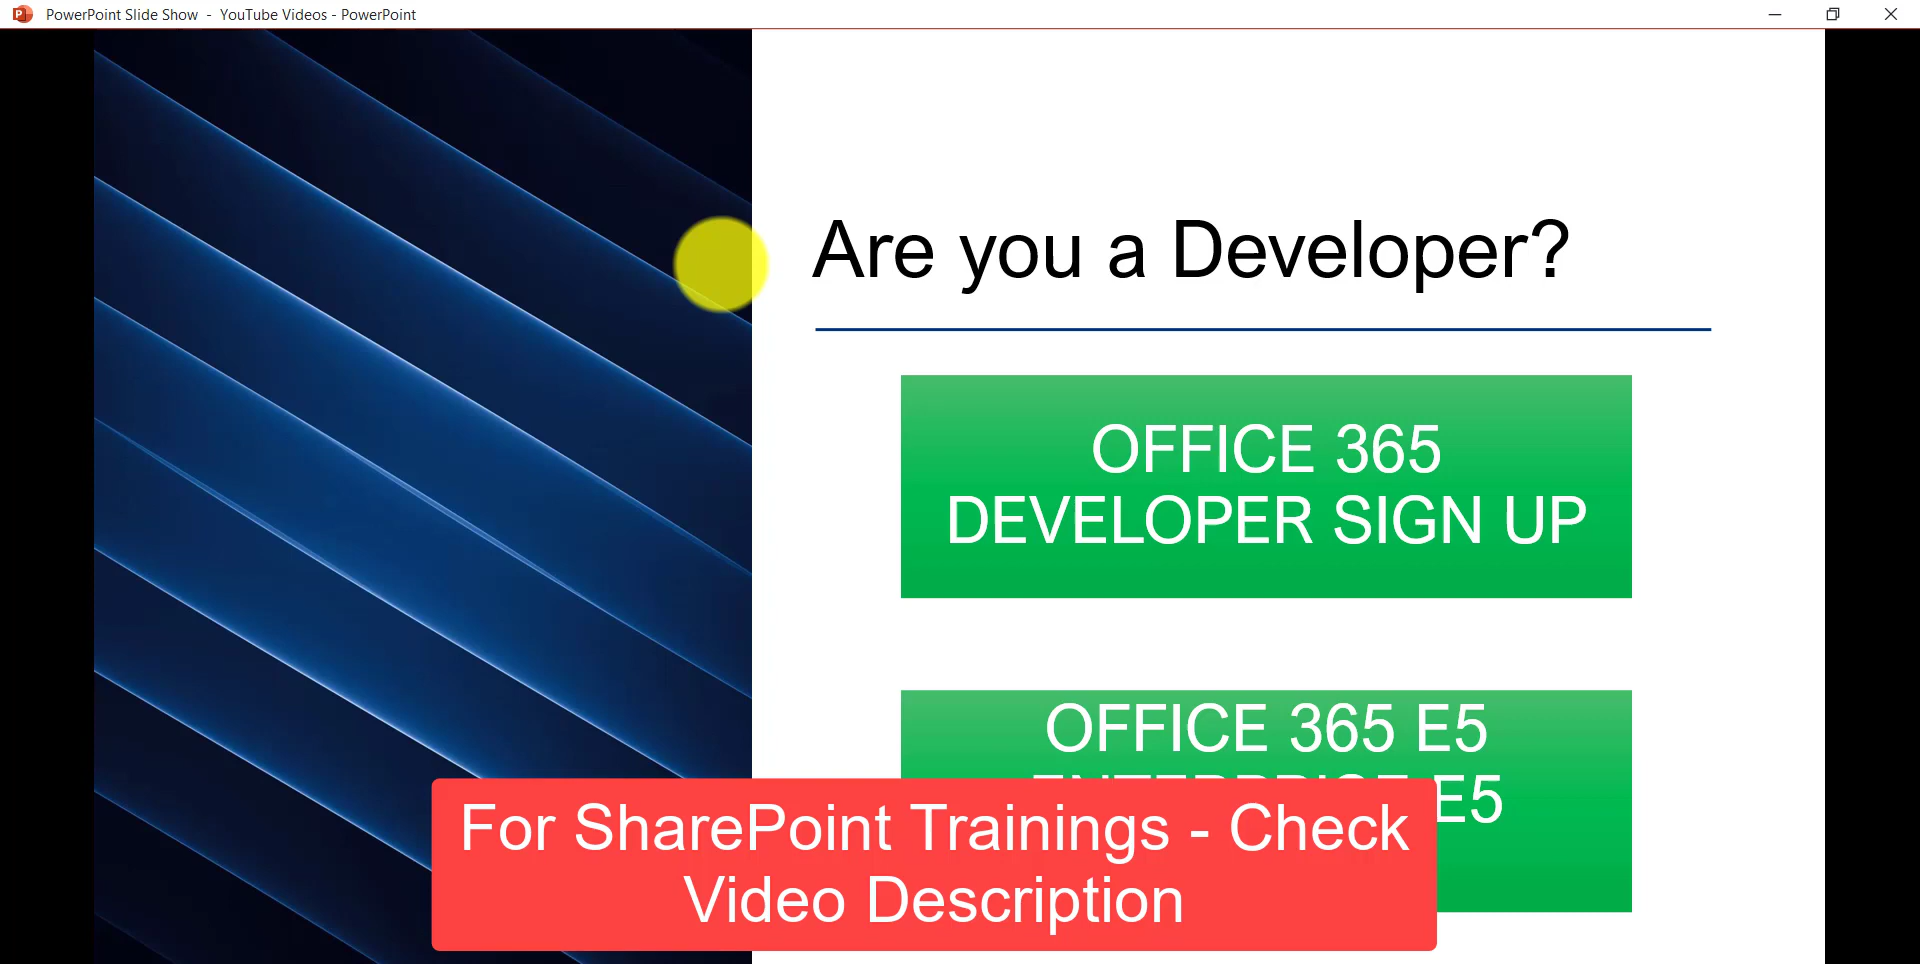 PowerPoint Slide Show - YouTube Videos - PowerPoint
Are you a Developer?
OFFICE 365
DEVELOPER SIGN UP
OFFICE 365 E5
E5
For SharePoint Trainings - Check
Video Description